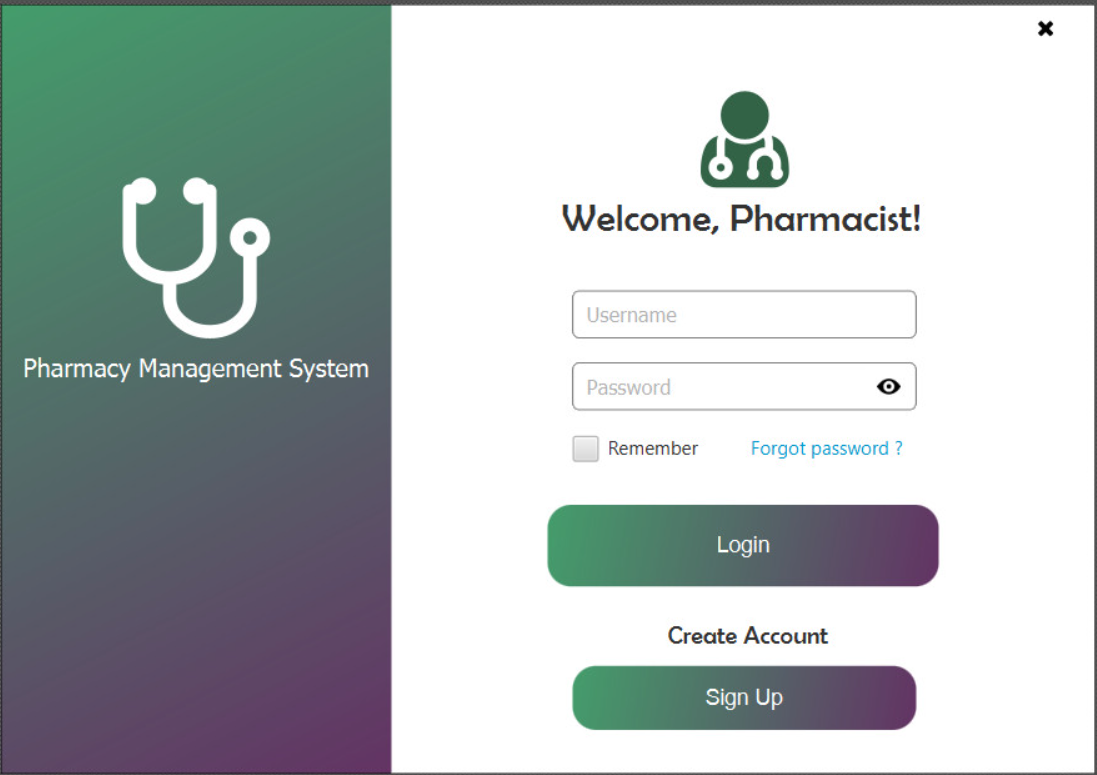 Pharmacy Management System
Welcome, Pharmacist!
Username
Password
Remember Forgot password ?
Login
Create Account
Sign Up